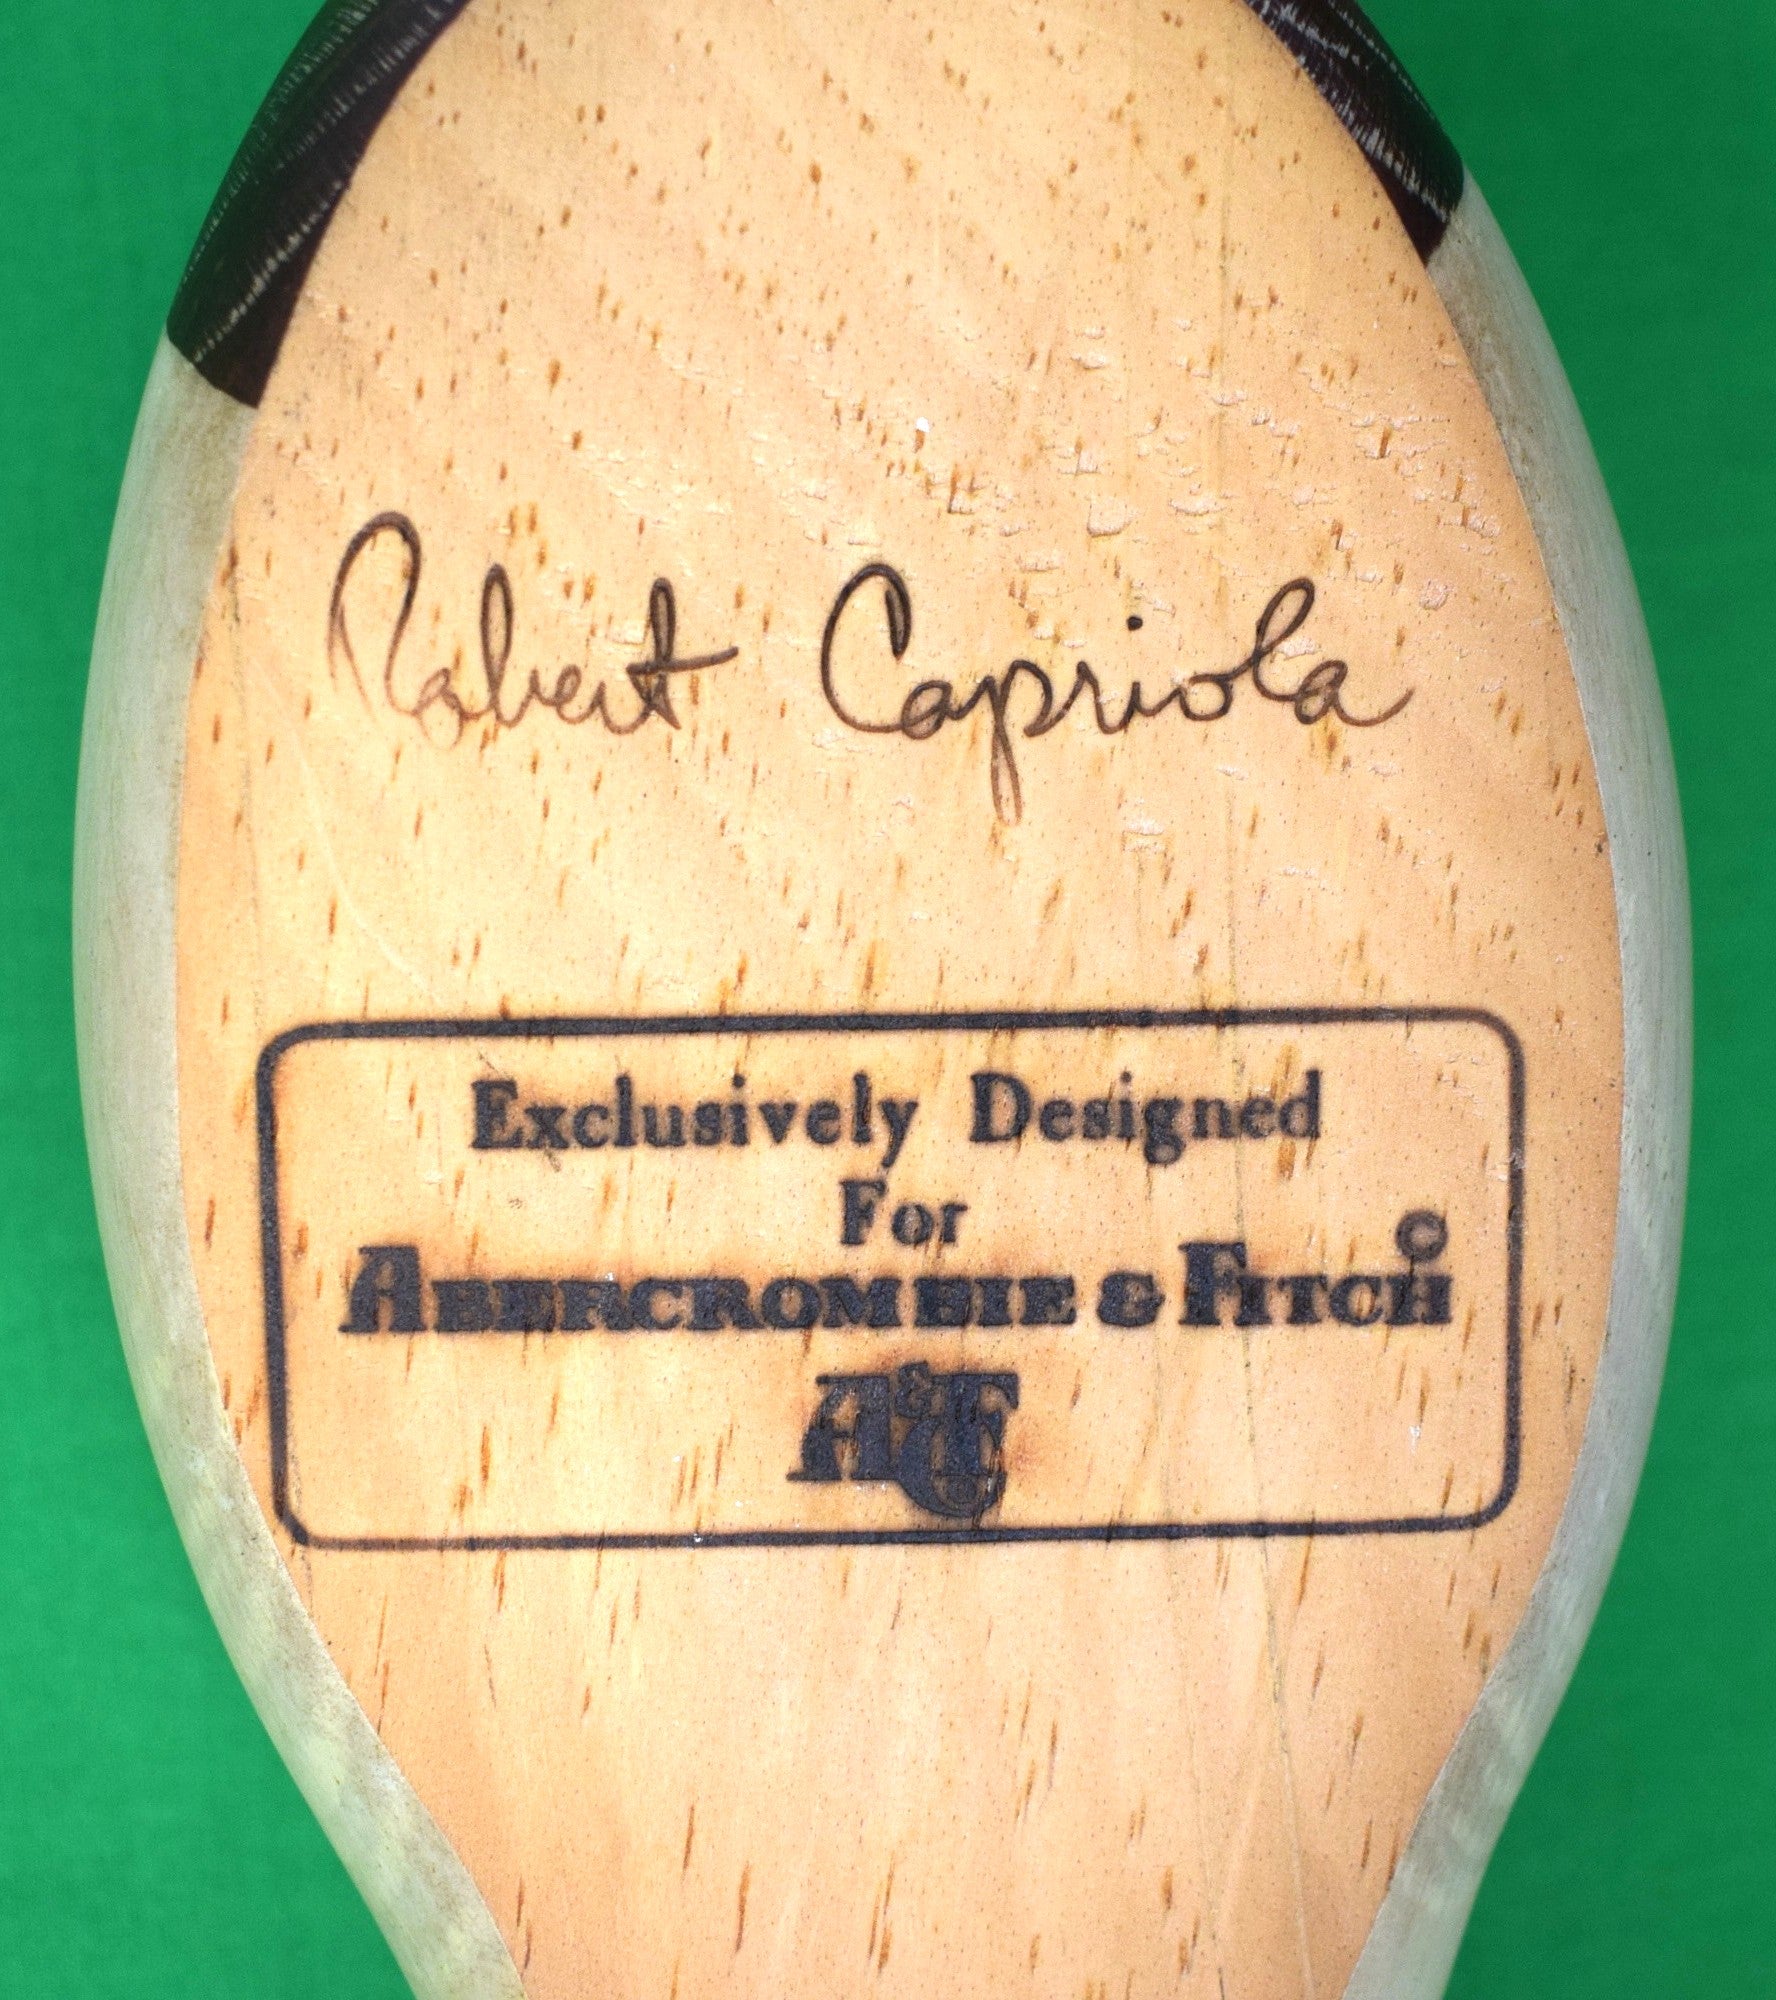 Robert Capriola
Exclusively Designed
For
ABERCROMBIE & FITCH ©
A&F